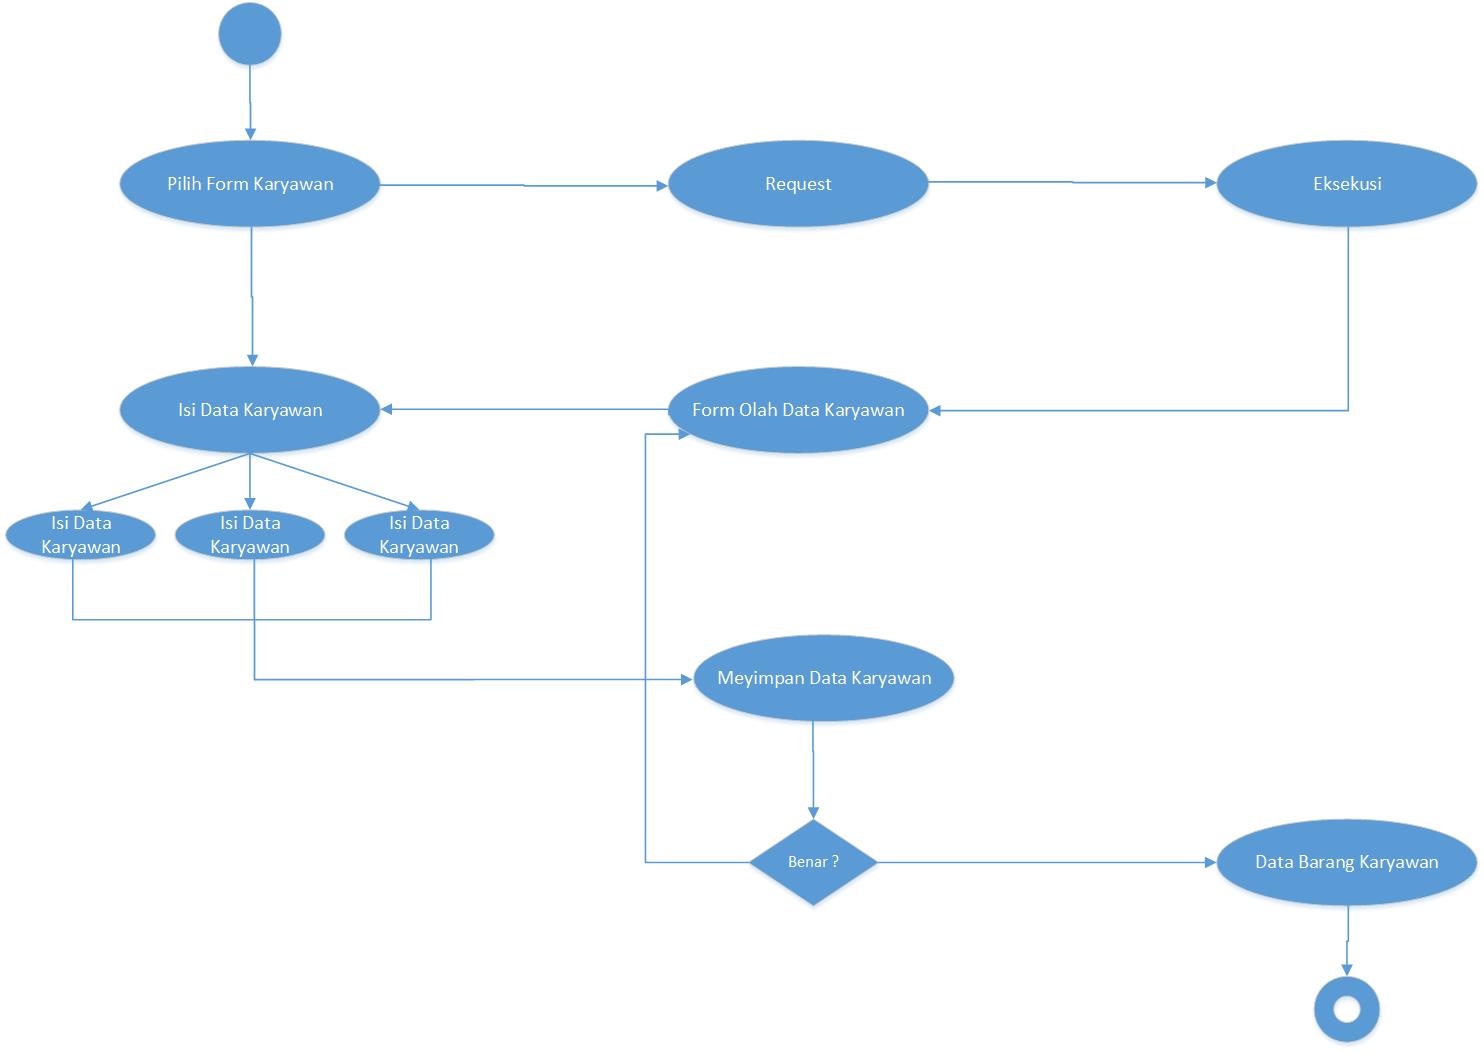 Pilih Form Karyawan
Request
Eksekusi
Isi Data Karyawan
Form Olah Data Karyawan
Isi Data
Karyawan
Isi Data
Karyawan
Isi Data
Karyawan
Meyimpan Data Karyawan
Benar ?
Data Barang Karyawan